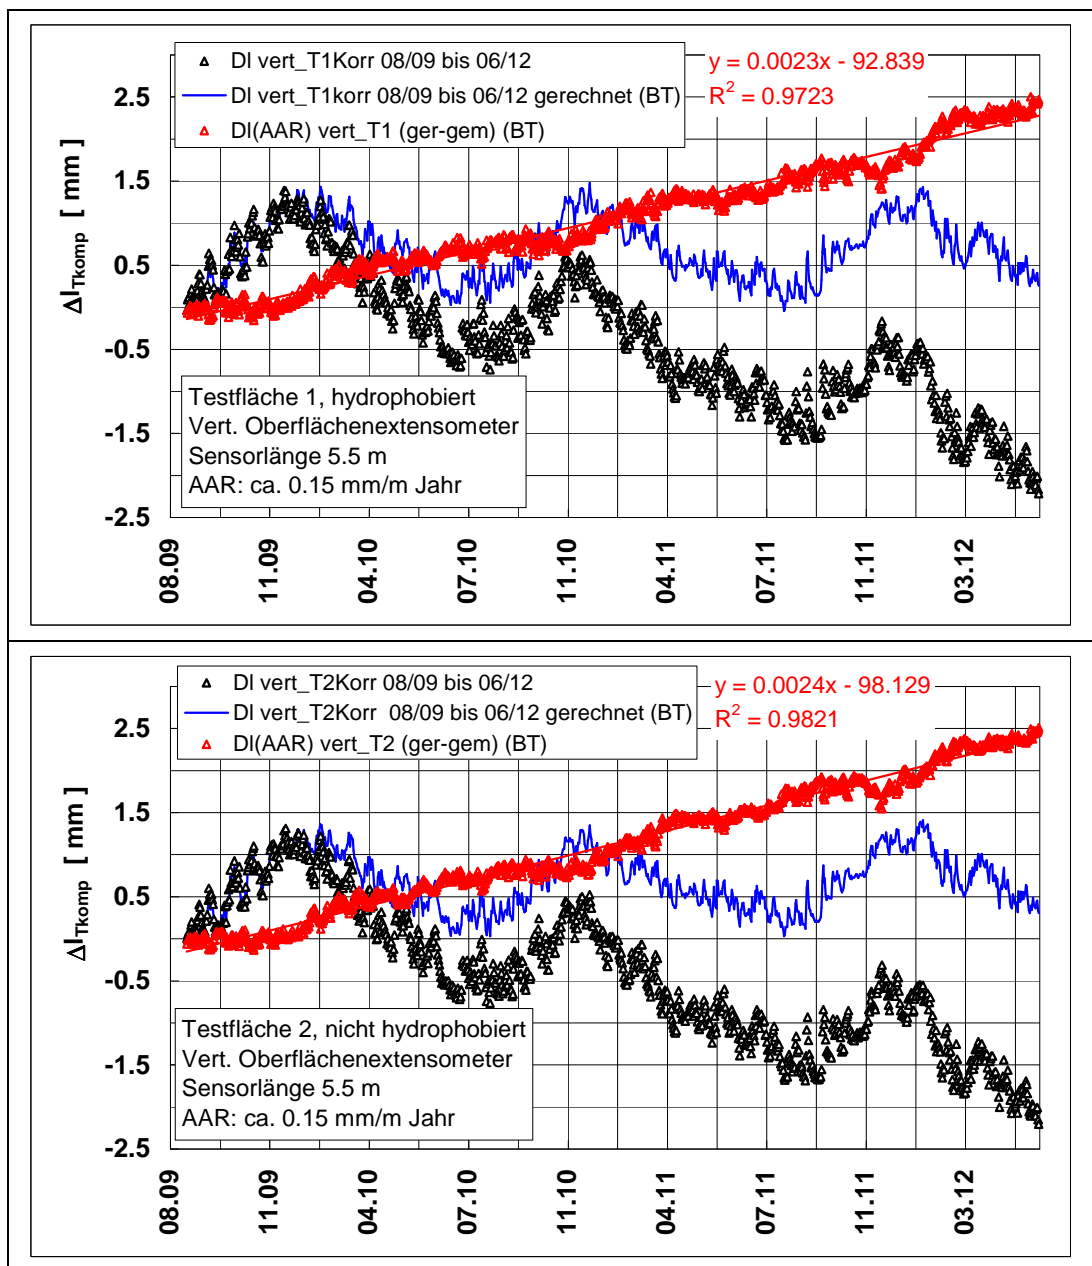 DI vert_T1Korr 08/09 bis 06/12
DI vert_T1korr 08/09 bis 06/12 gerechnet (BT)
DI(AAR) vert_T1 (ger-gem) (BT)
y = 0.0023x - 92.839
R² = 0.9723
ΔlTkomp [ mm ]
2.5
1.5
0.5
-0.5
-1.5
-2.5
Testfläche 1, hydrophobiert
Vert. Oberflächenextensometer
Sensorlänge 5.5 m
AAR: ca. 0.15 mm/m Jahr
08.09
11.09
04.10
07.10
11.10
04.11
07.11
11.11
03.12
DI vert_T2Korr 08/09 bis 06/12
DI vert_T2Korr 08/09 bis 06/12 gerechnet (BT)
DI(AAR) vert_T2 (ger-gem) (BT)
y = 0.0024x - 98.129
R² = 0.9821
ΔlTkomp [ mm ]
2.5
1.5
0.5
-0.5
-1.5
-2.5
Testfläche 2, nicht hydrophobiert
Vert. Oberflächenextensometer
Sensorlänge 5.5 m
AAR: ca. 0.15 mm/m Jahr
08.09
11.09
04.10
07.10
11.10
04.11
07.11
11.11
03.12